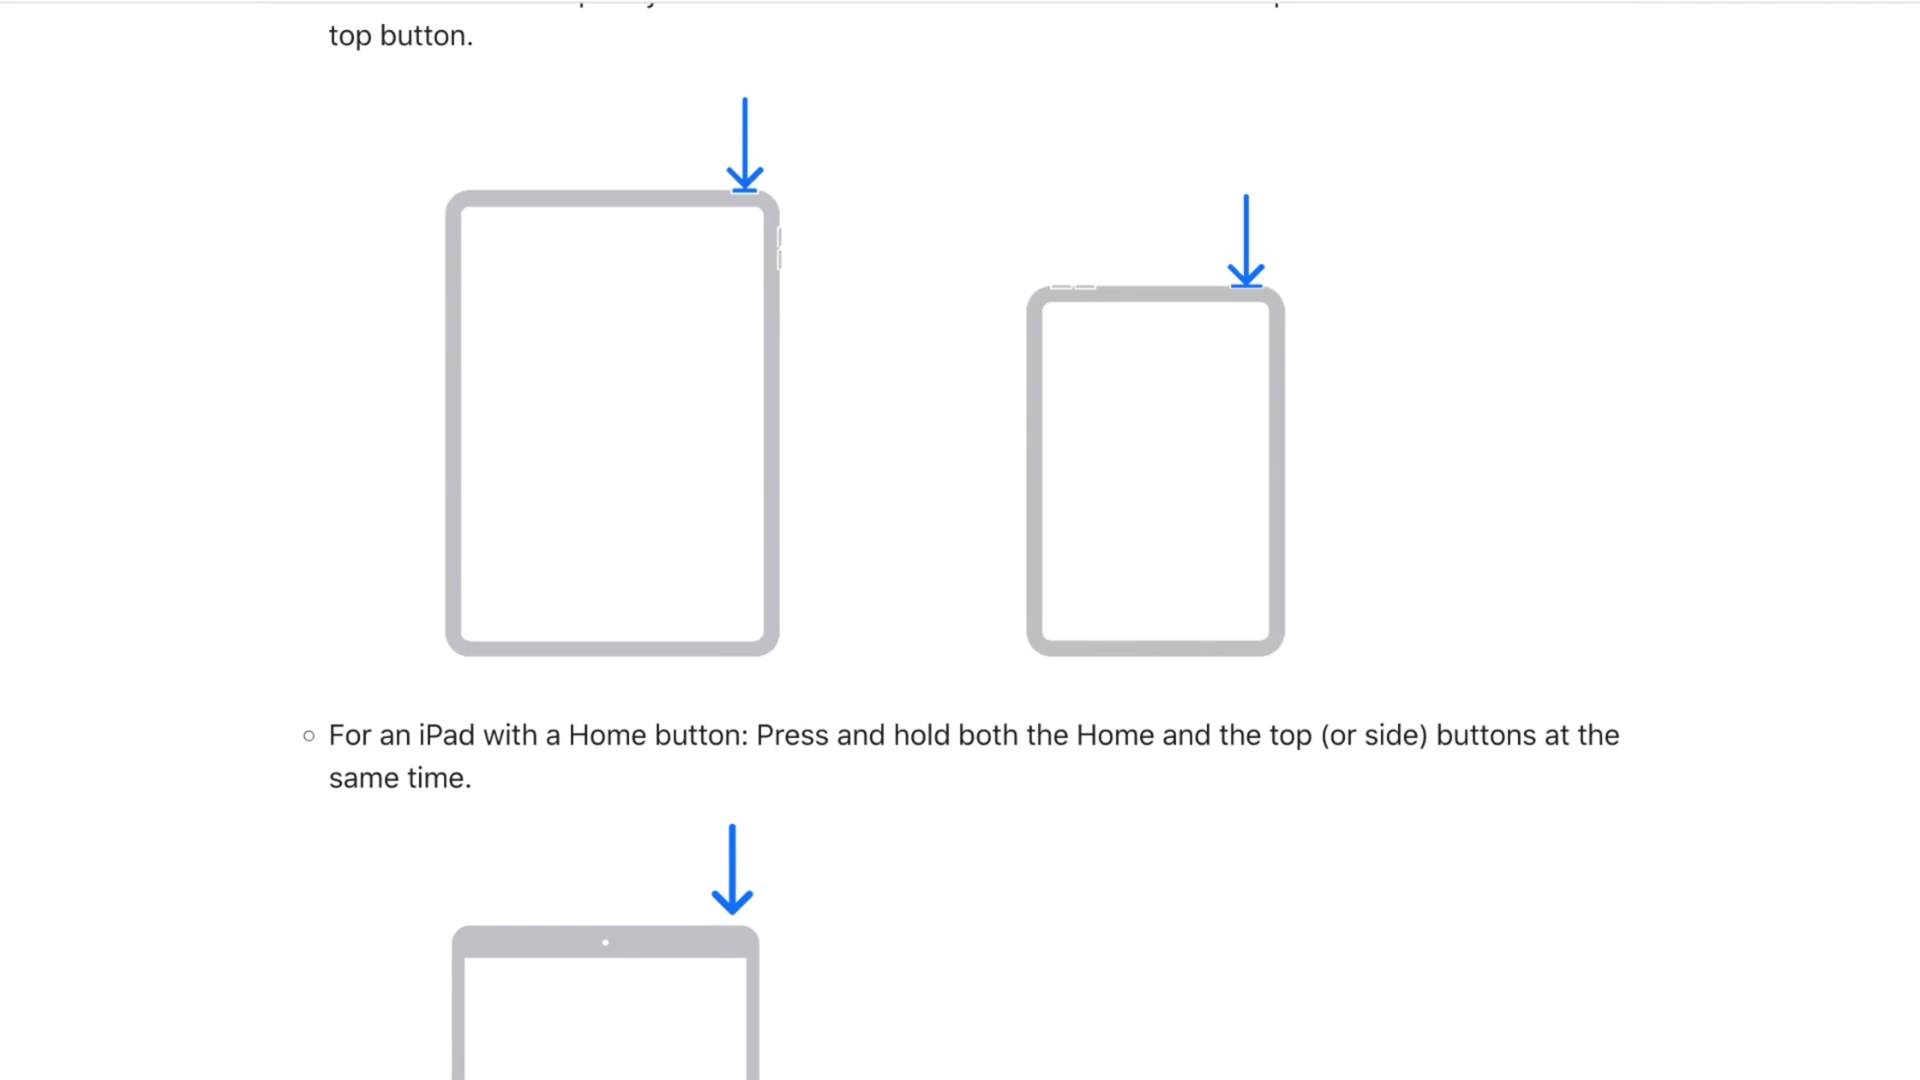 top button.
For an iPad with a Home button: Press and hold both the Home and the top (or side) buttons at the
same time.